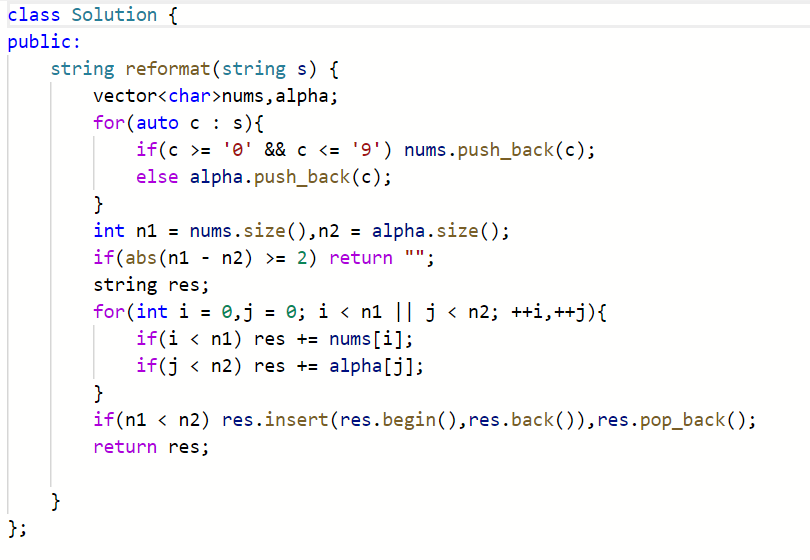 class Solution {
public:
    string reformat(string s) {
        vector<char>nums,alpha;
        for(auto c : s){
            if(c >= '0' && c <= '9') nums.push_back(c);
            else alpha.push_back(c);
        }
        int n1 = nums.size(),n2 = alpha.size();
        if(abs(n1 - n2) >= 2) return "";
        string res;
        for(int i = 0,j = 0; i < n1 || j < n2; ++i,++j){
            if(i < n1) res += nums[i];
            if(j < n2) res += alpha[j];
        }
        if(n1 < n2) res.insert(res.begin(),res.back()),res.pop_back();
        return res;
    }
};